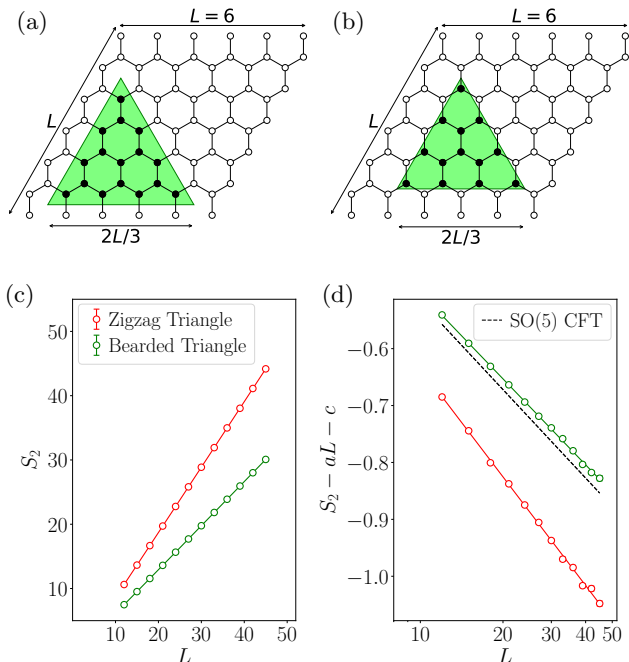 (a)
L = 6
L
2L/3
(b)
L = 6
L
2L/3
(c)
Zigzag Triangle
Bearded Triangle
50
40
30
20
10
S₂
10 20 30 40 50
L
(d)
SO(5) CFT
−0.6
−0.7
−0.8
−0.9
−1.0
S₂ − aL − c
10 20 30 40 50
L